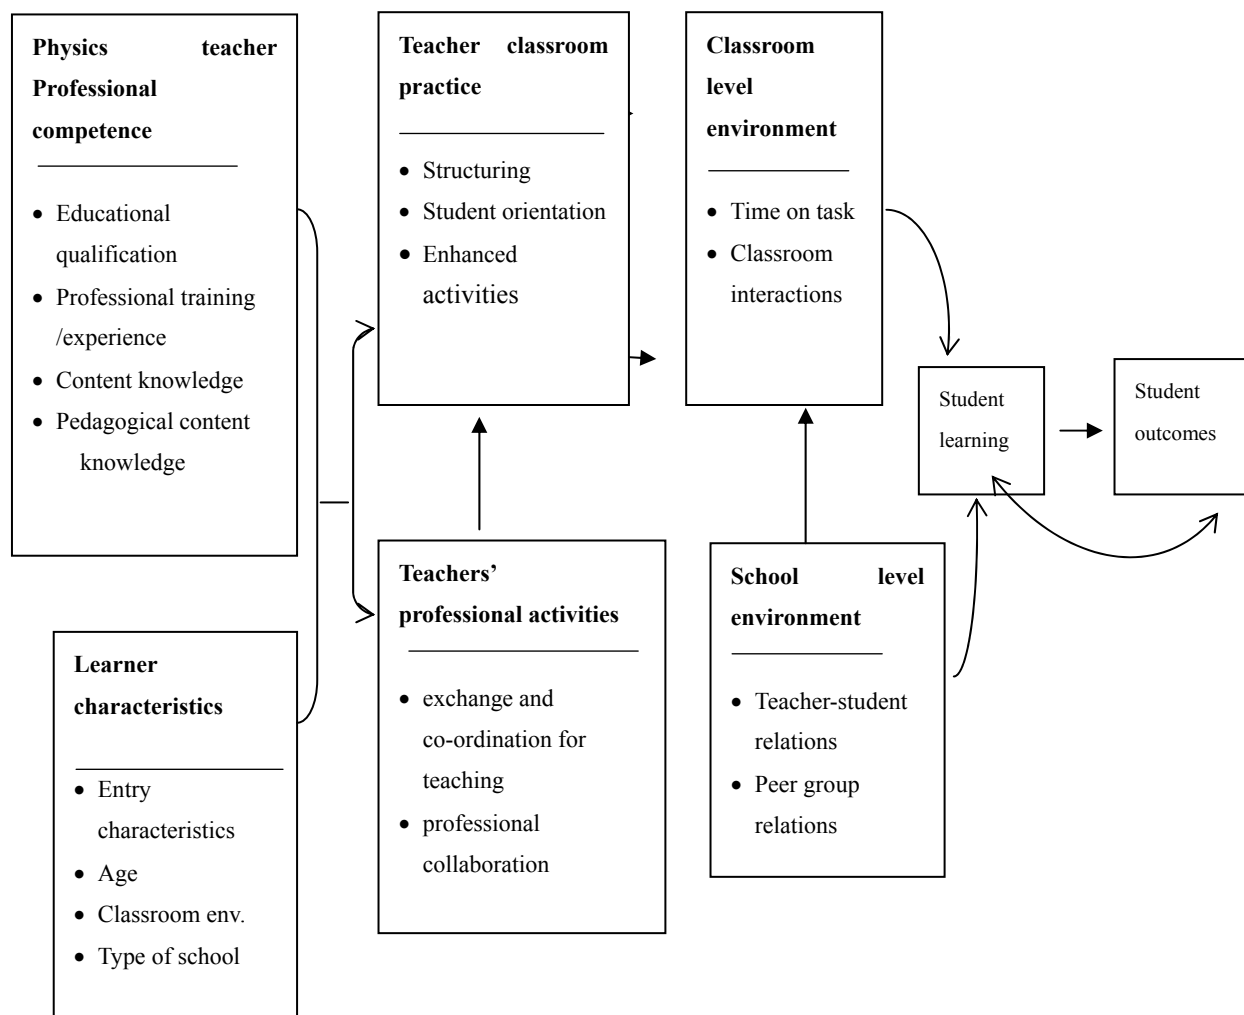 Physics teacher
Professional
competence
• Educational
qualification
• Professional training
/experience
• Content knowledge
• Pedagogical content
knowledge
Learner
characteristics
• Entry
characteristics
• Age
• Classroom env.
• Type of school
Teacher classroom
practice
• Structuring
• Student orientation
• Enhanced
activities
Teachers’
professional activities
• exchange and
co-ordination for
teaching
• professional
collaboration
Classroom
level
environment
• Time on task
• Classroom
interactions
School level
environment
• Teacher-student
relations
• Peer group
relations
Student
learning
Student
outcomes